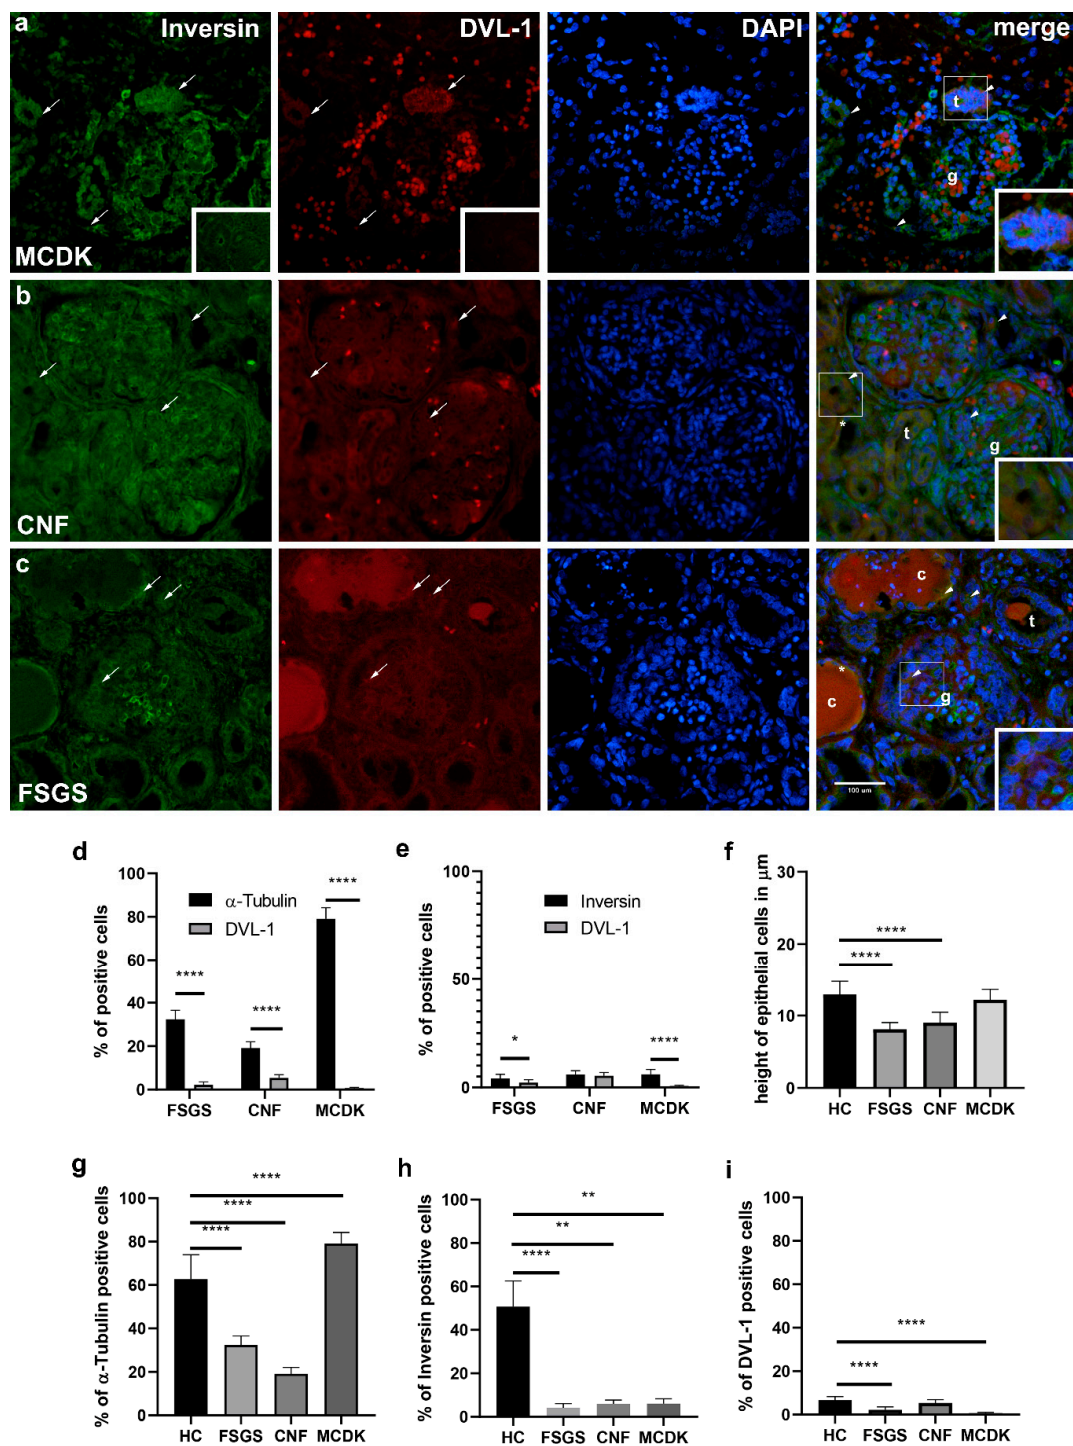 a Inversin DVL-1 DAPI merge
t
g
MCDK
b
* t
g
CNF
c
c
t
*
g
c
100 um
FSGS
d
% of positive cells
100
80
60
40
20
0
α-Tubulin
DVL-1
****
****
****
FSGS CNF MCDK
e
% of positive cells
100
50
0
Inversin
DVL-1
*
****
FSGS CNF MCDK
f
height of epithelial cells in μm
30
20
10
0
****
****
HC FSGS CNF MCDK
g
% of α-Tubulin positive cells
100
80
60
40
20
0
****
****
****
HC FSGS CNF MCDK
h
% of Inversin positive cells
100
80
60
40
20
0
**
**
****
HC FSGS CNF MCDK
i
% of DVL-1 positive cells
100
80
60
40
20
0
****
****
HC FSGS CNF MCDK